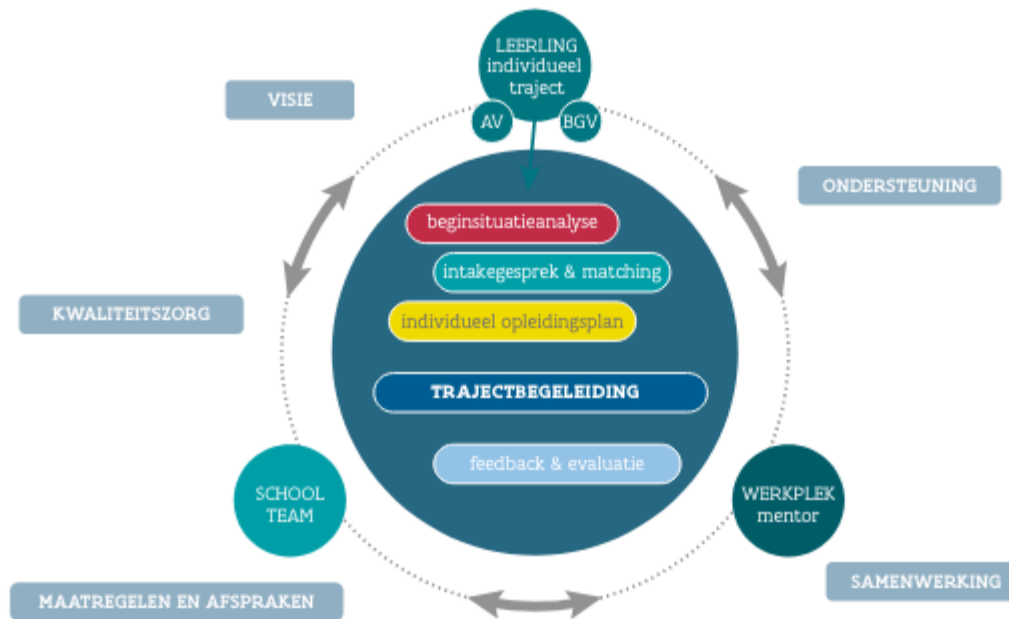 LEERLING
individueel
traject
AV
BGV
VISIE
ONDERSTEUNING
beginsituatieanalyse
intakegesprek & matching
KWALITEITSZORG
individueel opleidingsplan
TRAJECTBEGELEIDING
feedback & evaluatie
SCHOOL
TEAM
WERKPLEK
mentor
MAATREGELEN EN AFSPRAKEN
SAMENWERKING